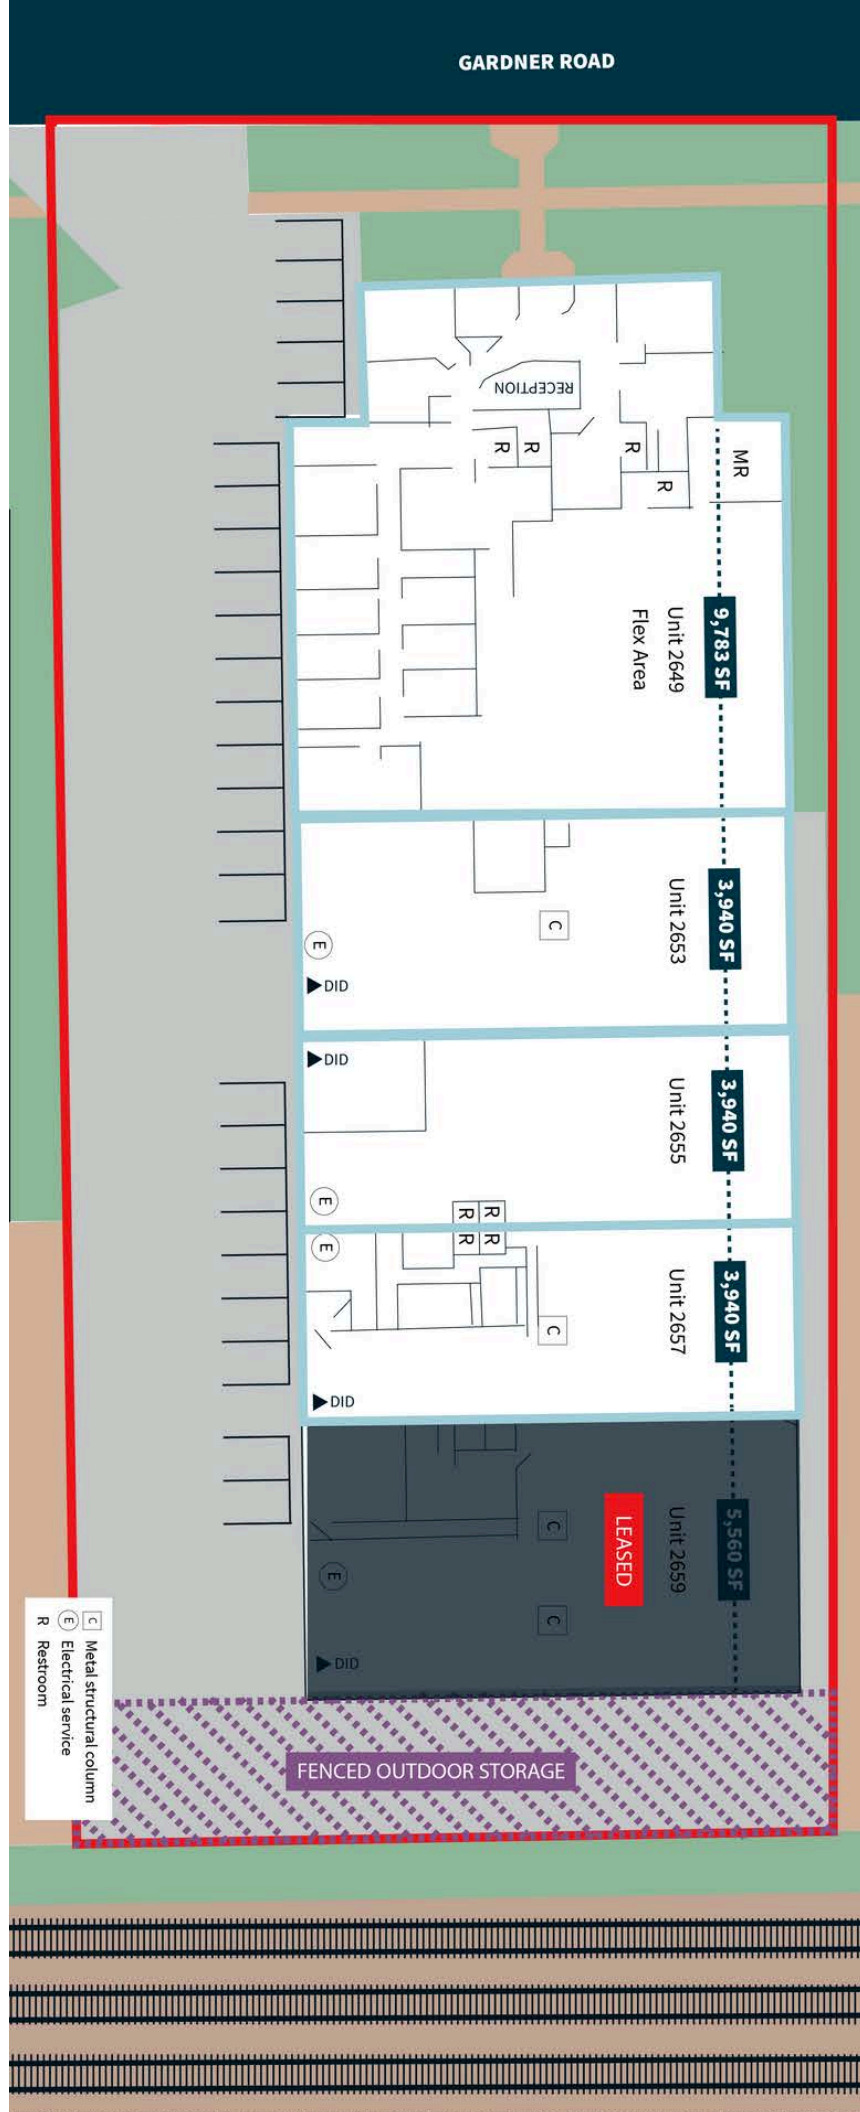 GARDNER ROAD
RECEPTION
R
R
R
R
MR
9,783 SF
Unit 2649
Flex Area
3,940 SF
Unit 2653
C
E
DID
3,940 SF
Unit 2655
DID
E
R
R
R
R
E
3,940 SF
Unit 2657
C
DID
5,560 SF
Unit 2659
LEASED
C
C
E
DID
C Metal structural column
E Electrical service
R Restroom
FENCED OUTDOOR STORAGE